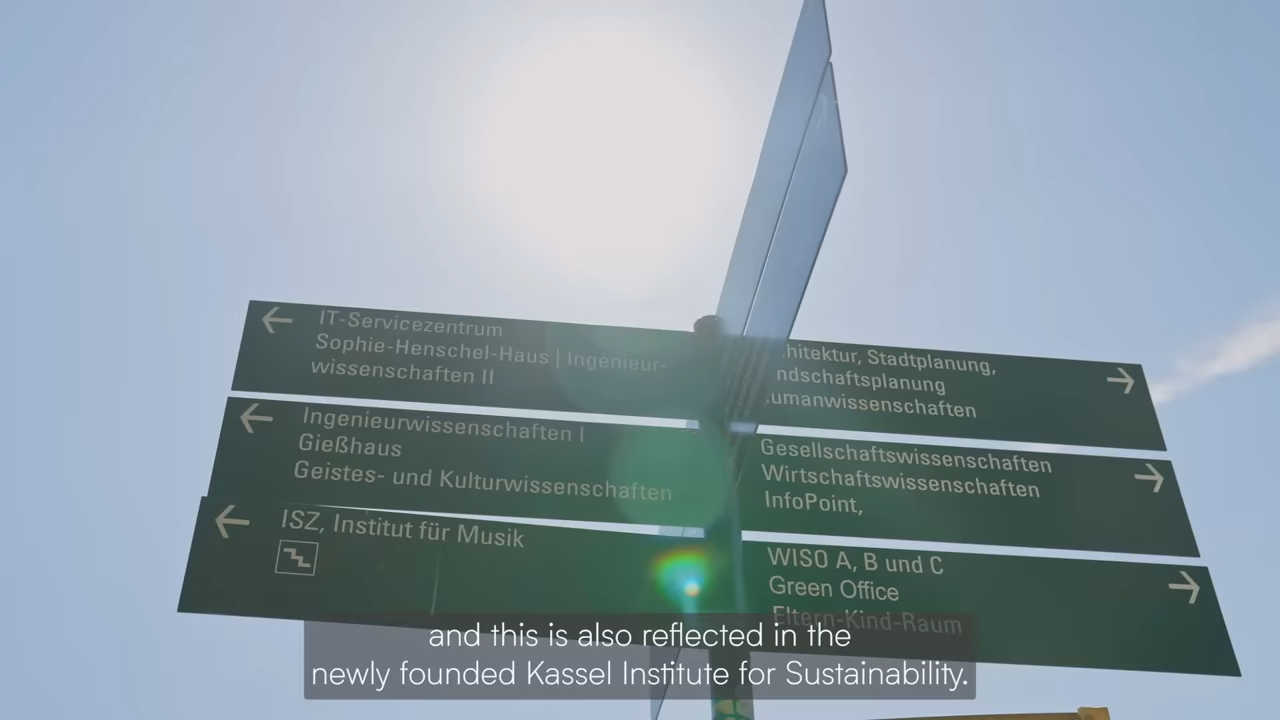 IT-Servicezentrum
Sophie-Henschel-Haus | Ingenieur-
wissenschaften II
Ingenieurwissenschaften I
Gießhaus
Geistes- und Kulturwissenschaften
ISZ, Institut für Musik
hitektur, Stadtplanung,
ndschaftsplanung
umanwissenschaften
Gesellschaftswissenschaften
Wirtschaftswissenschaften
InfoPoint,
WISO A, B und C
Green Office
Eltern-Kind-Raum
and this is also reflected in the
newly founded Kassel Institute for Sustainability.